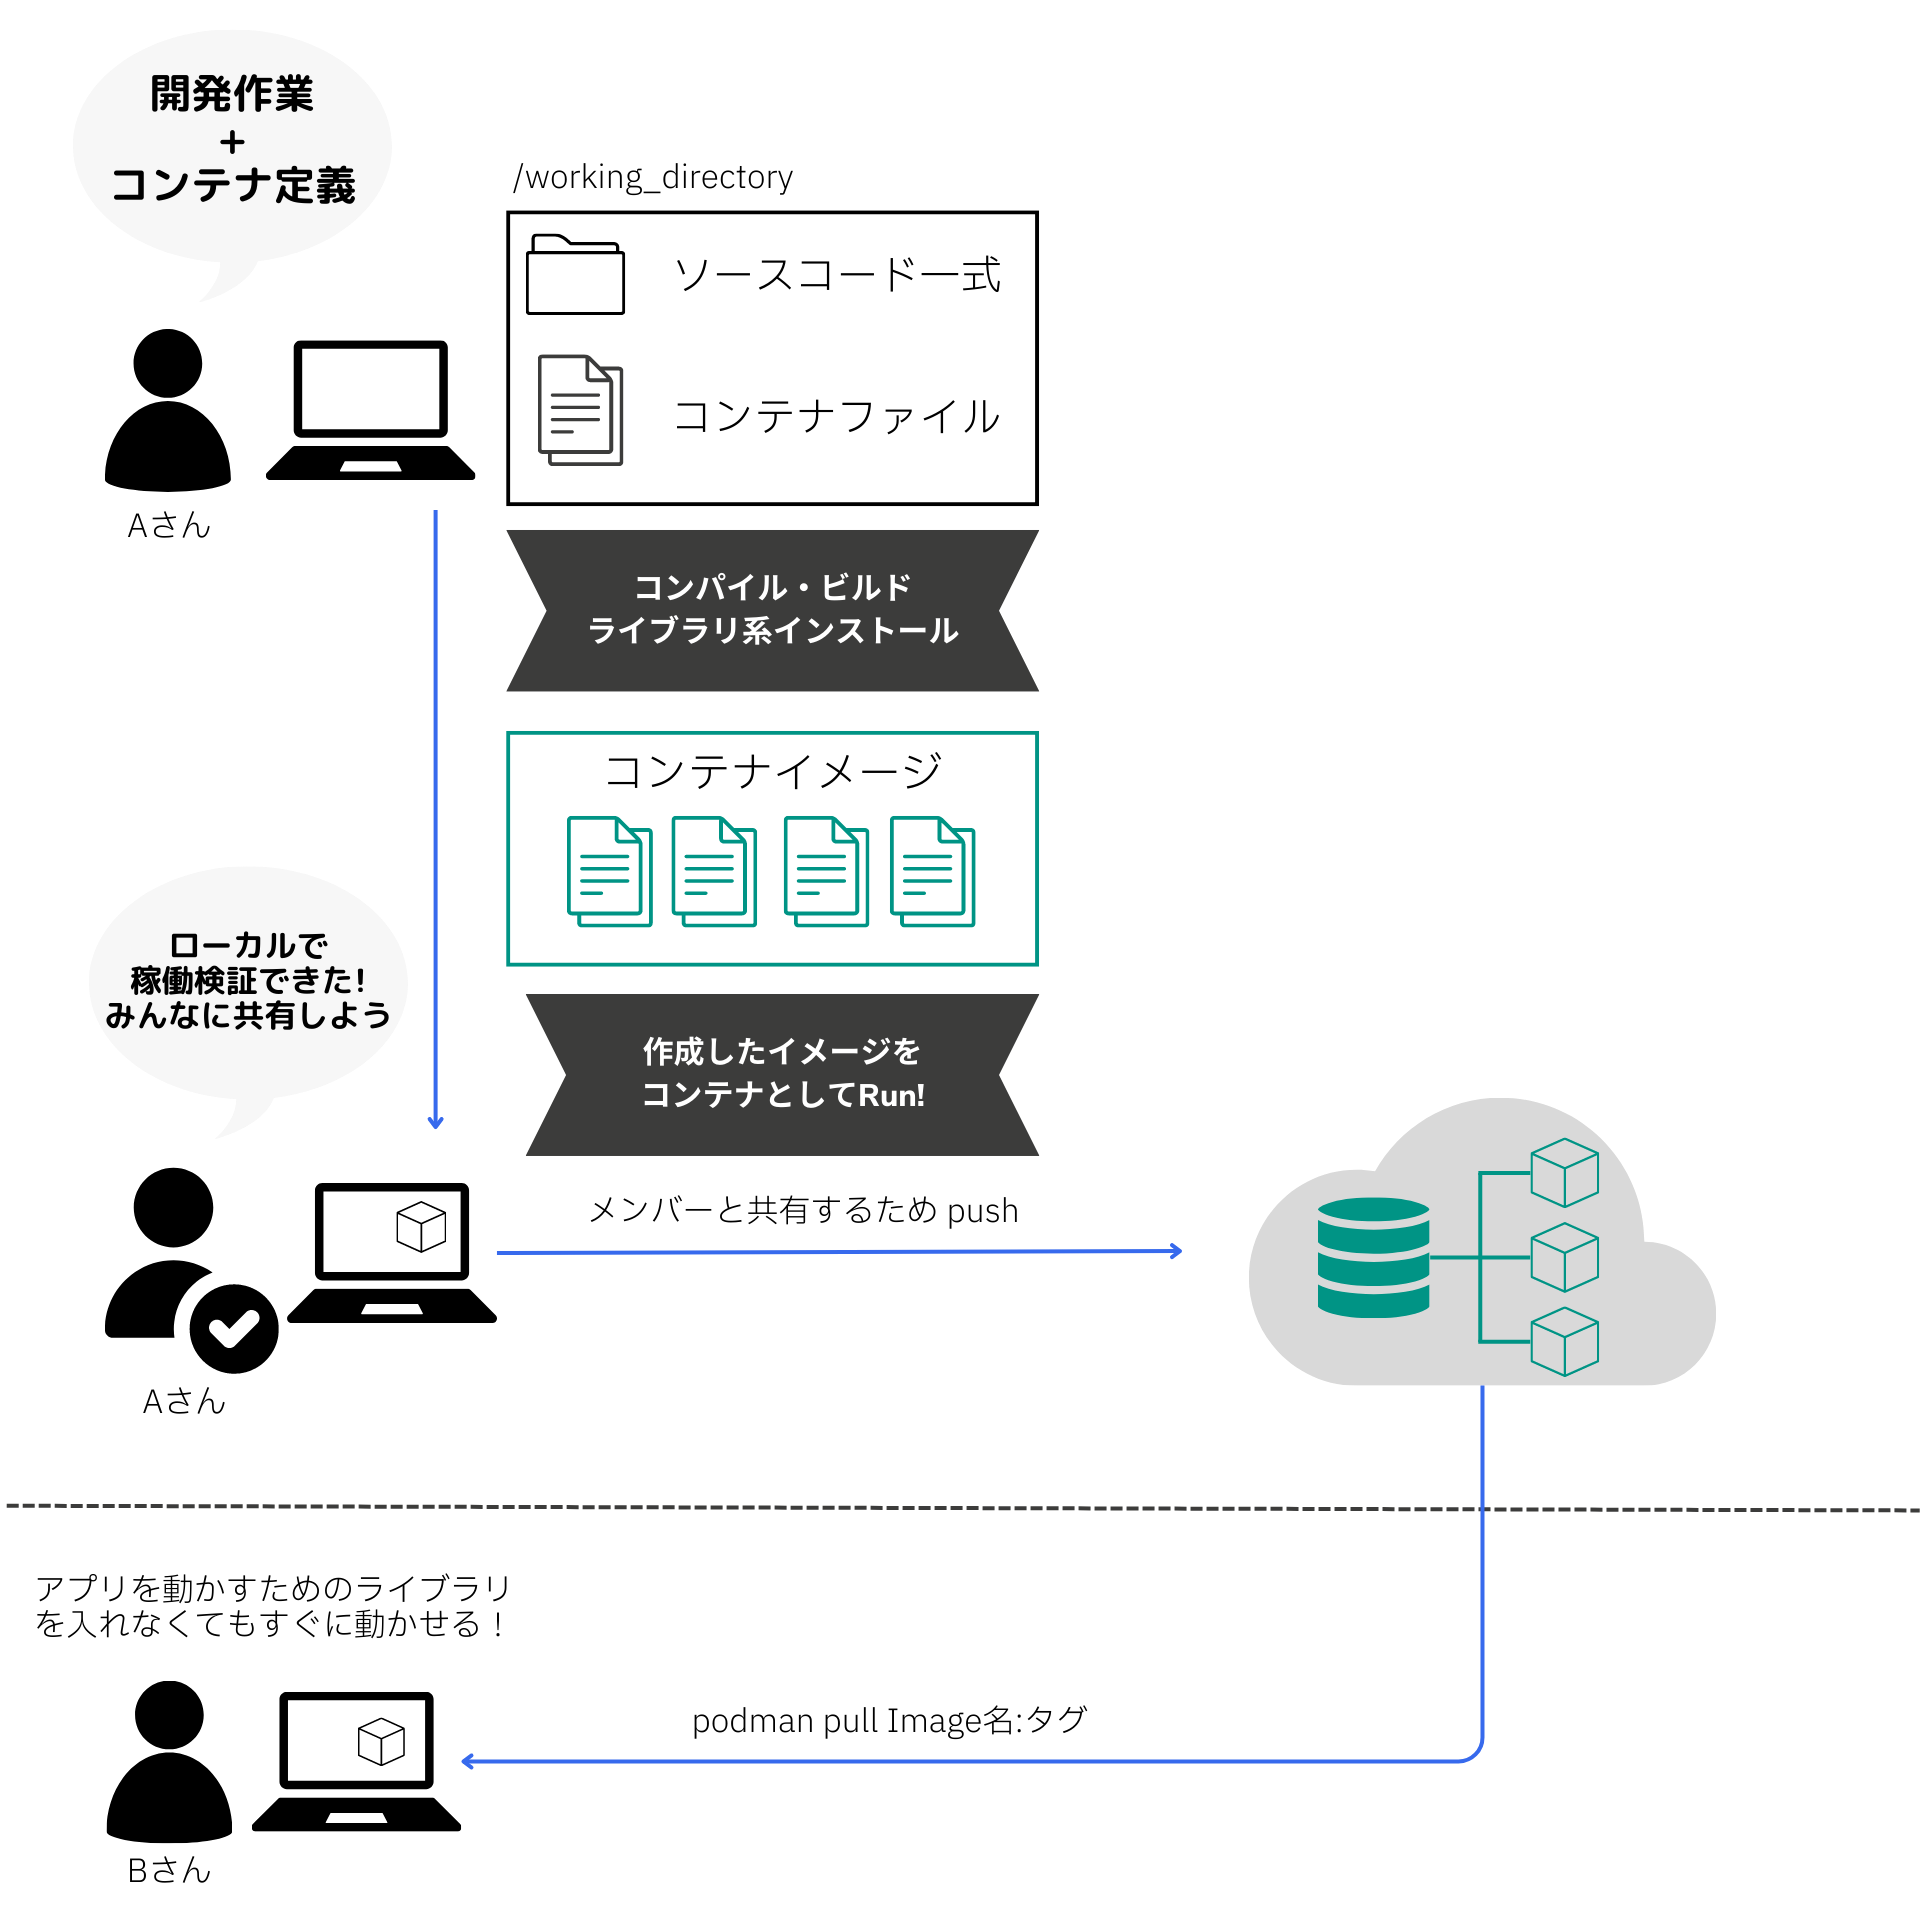 開発作業
+
コンテナ定義
/working_directory
ソースコード一式
コンテナファイル
Aさん
コンパイル・ビルド
ライブラリ系インストール
コンテナイメージ
ローカルで
稼働検証できた!
みんなに共有しよう
作成したイメージを
コンテナとしてRun!
メンバーと共有するため push
Aさん
アプリを動かすためのライブラリ
を入れなくてもすぐに動かせる！
podman pull Image名:タグ
Bさん